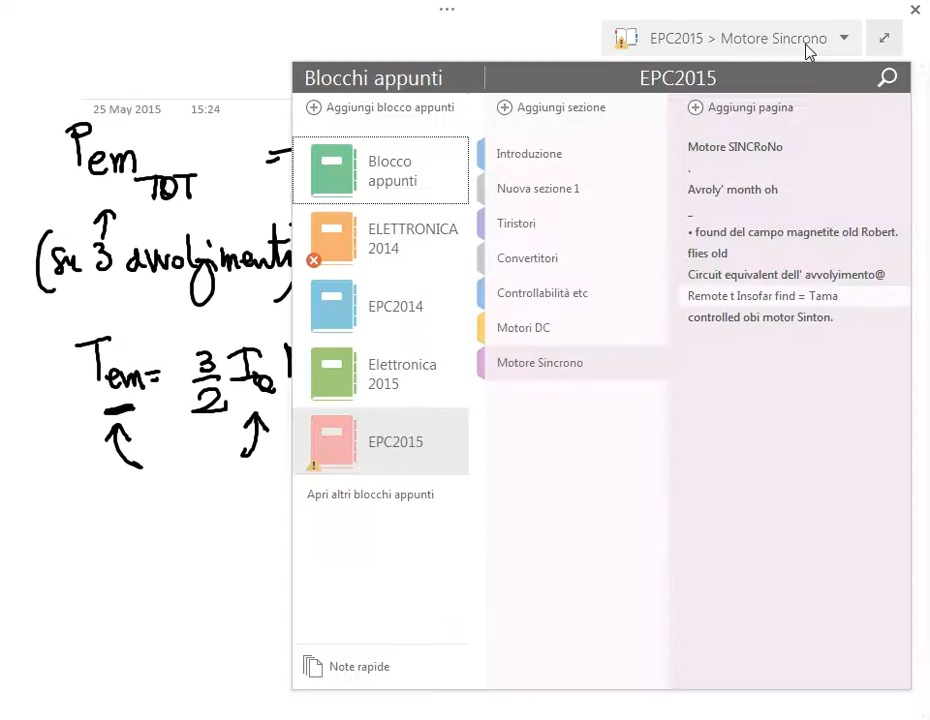 EPC2015 > Motore Sincrono
Blocchi appunti
EPC2015
Aggiungi blocco appunti
Aggiungi sezione
Aggiungi pagina
25 May 2015 15:24
Blocco appunti
ELETTRONICA 2014
EPC2014
Elettronica 2015
EPC2015
Apri altri blocchi appunti
Note rapide
Introduzione
Nuova sezione 1
Tiristori
Convertitori
Controllabilità etc
Motori DC
Motore Sincrono
Motore SINCRoNo
.
Avroly' month oh
_
• found del campo magnetite old Robert.
flies old
Circuit equivalent dell' avvolyimento@
Remote t Insofar find = Tama
controlled obi motor Sinton.
Pem TOT =
(su 3 avvolgimenti)
Tem = 3/2 I